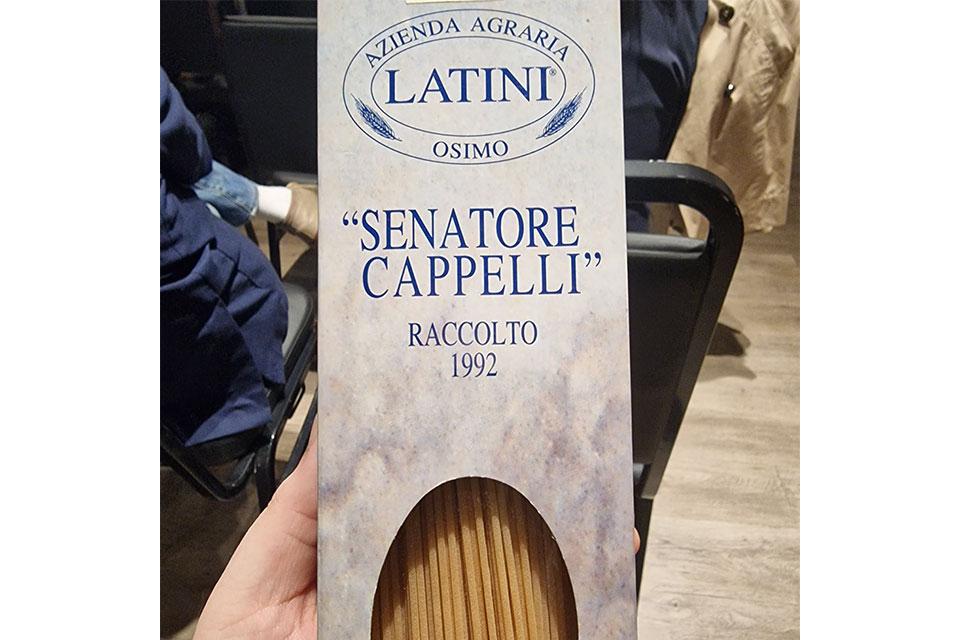 AZIENDA AGRARIA
LATINI®
OSIMO
“SENATORE
CAPPELLI”
RACCOLTO
1992